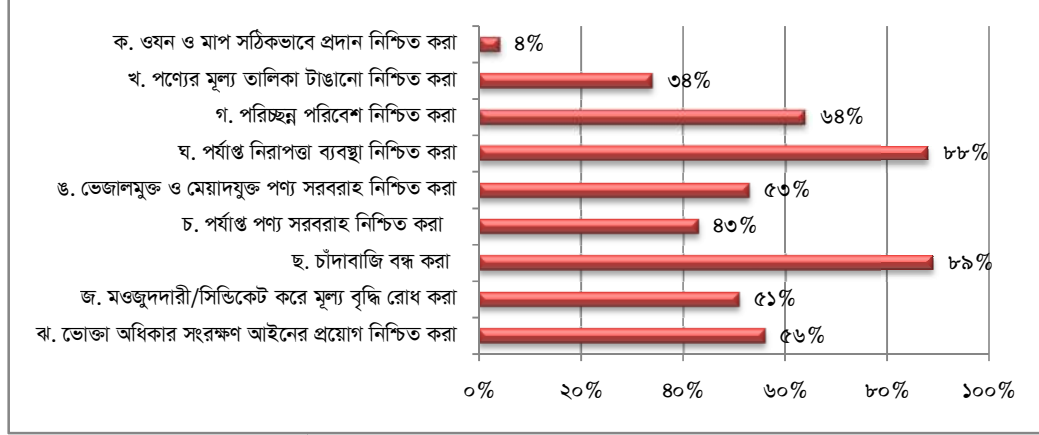 ক. ওযন ও মাপ সঠিকভাবে প্রদান নিশ্চিত করা ৪%
খ. পণ্যের মূল্য তালিকা টাঙানো নিশ্চিত করা ৩৪%
গ. পরিচ্ছন্ন পরিবেশ নিশ্চিত করা ৬৪%
ঘ. পর্যাপ্ত নিরাপত্তা ব্যবস্থা নিশ্চিত করা ৮৮%
ঙ. ভেজালমুক্ত ও মেয়াদযুক্ত পণ্য সরবরাহ নিশ্চিত করা ৫৩%
চ. পর্যাপ্ত পণ্য সরবরাহ নিশ্চিত করা ৪৩%
ছ. চাঁদাবাজি বন্ধ করা ৮৯%
জ. মওজুদদারী/সিন্ডিকেট করে মূল্য বৃদ্ধি রোধ করা ৫১%
ঝ. ভোক্তা অধিকার সংরক্ষণ আইনের প্রয়োগ নিশ্চিত করা ৫৬%
০% ২০% ৪০% ৬০% ৮০% ১০০%